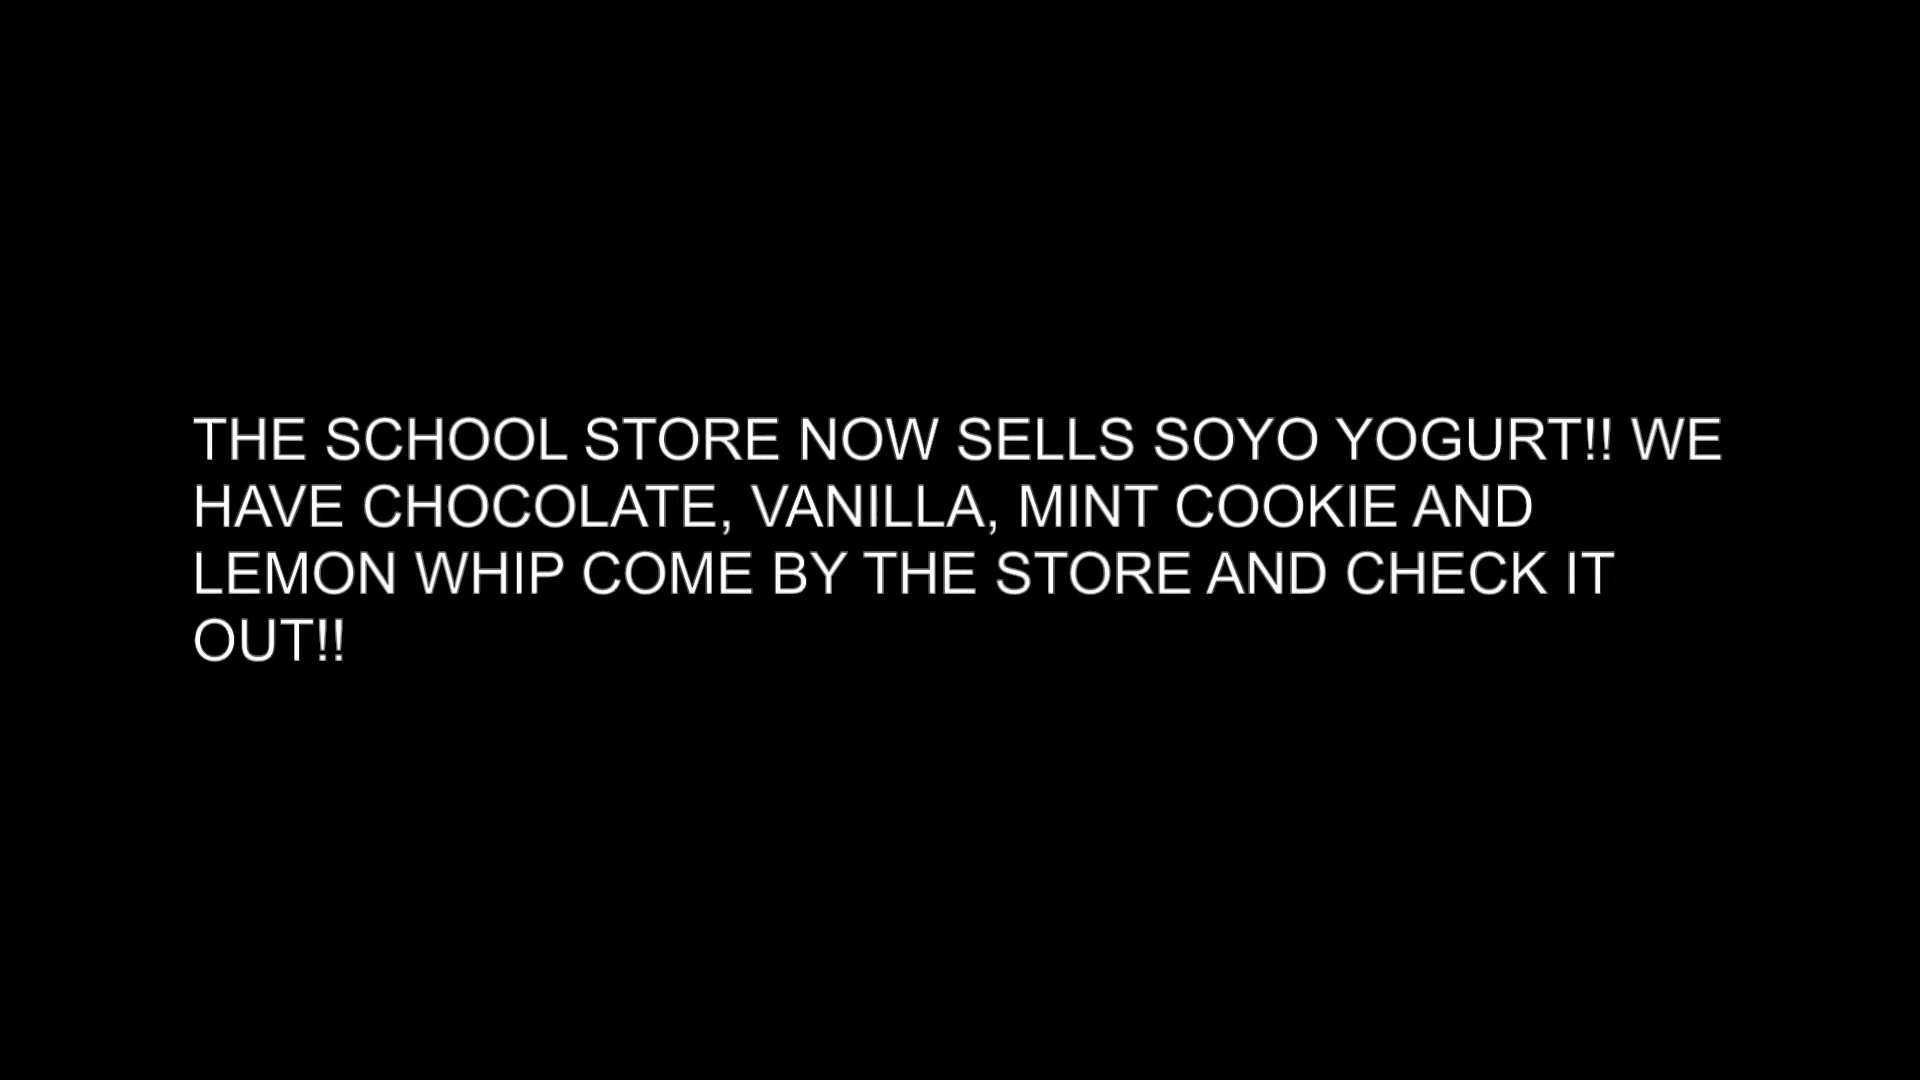 THE SCHOOL STORE NOW SELLS SOYO YOGURT!! WE
HAVE CHOCOLATE, VANILLA, MINT COOKIE AND
LEMON WHIP COME BY THE STORE AND CHECK IT
OUT!!